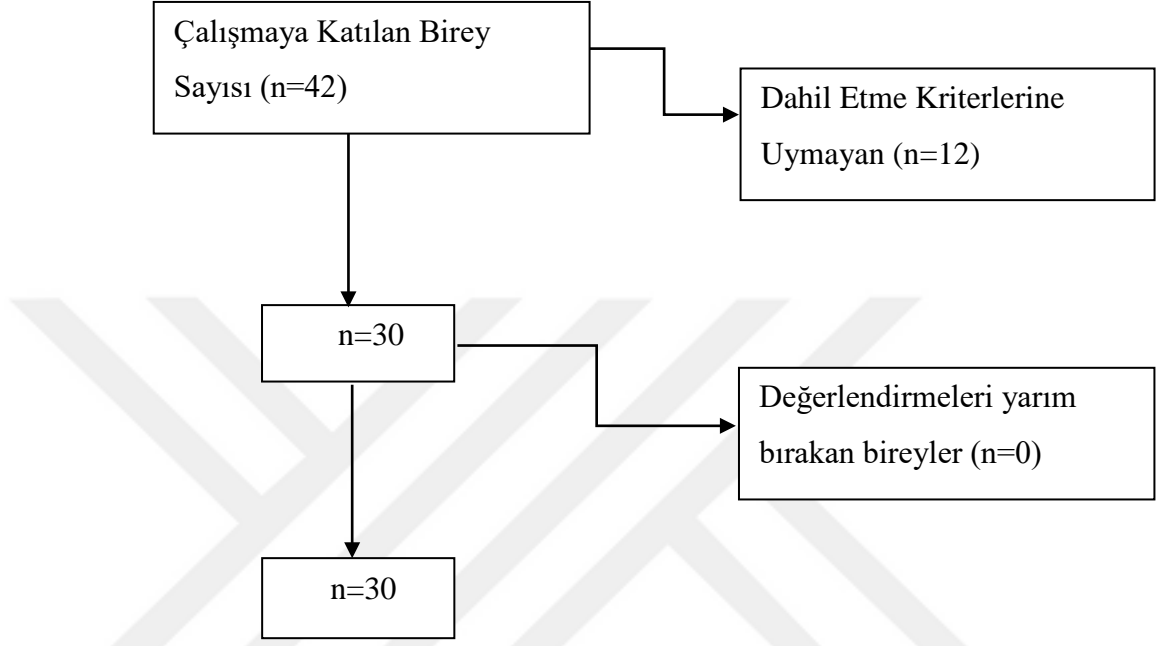 Çalışmaya Katılan Birey
Sayısı (n=42)
Dahil Etme Kriterlerine
Uymayan (n=12)
n=30
Değerlendirmeleri yarım
bırakan bireyler (n=0)
n=30